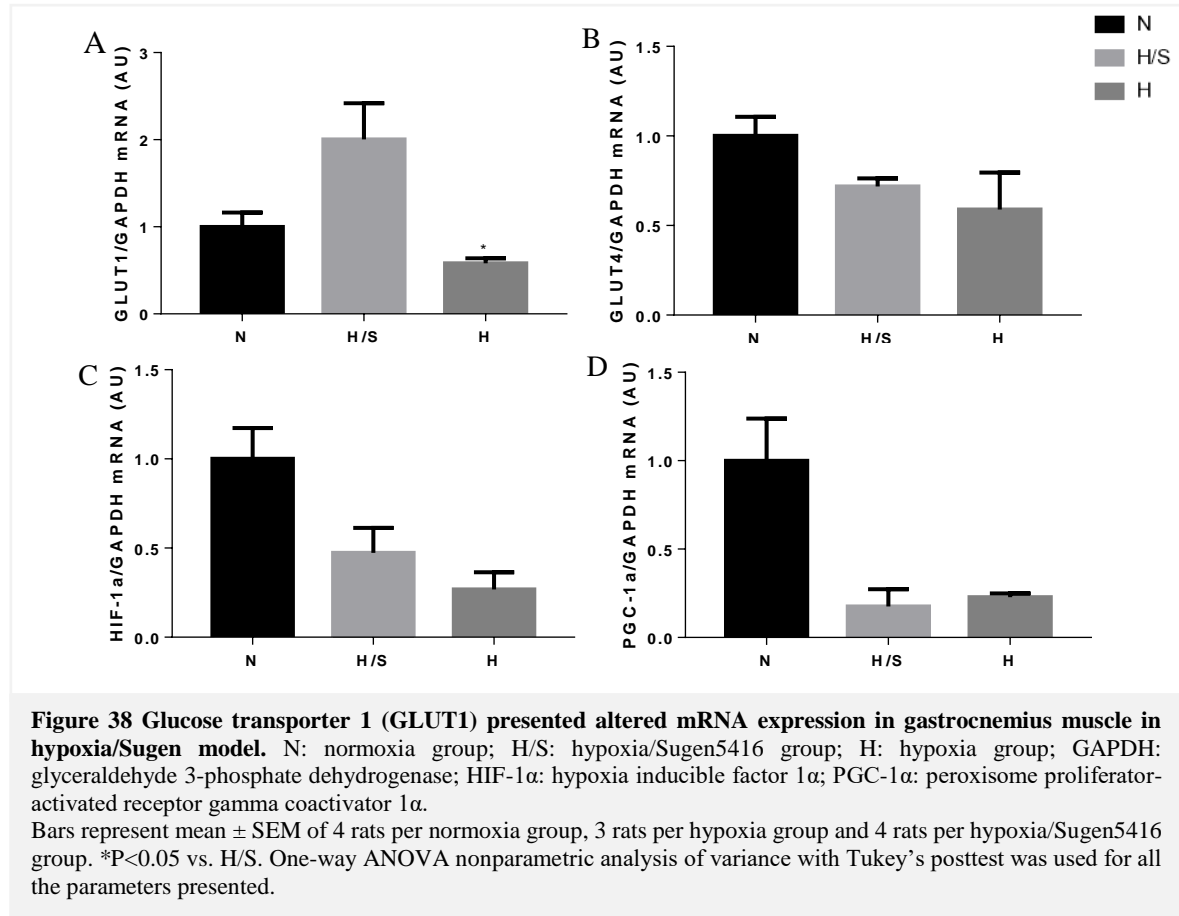 A
GLUT1/GAPDH mRNA (AU)
3
2
1
0
*
N
H/S
H
B
GLUT4/GAPDH mRNA (AU)
1.5
1.0
0.5
0.0
N
H/S
H
N
H/S
H
C
HIF-1a/GAPDH mRNA (AU)
1.5
1.0
0.5
0.0
N
H/S
H
D
PGC-1a/GAPDH mRNA (AU)
1.5
1.0
0.5
0.0
N
H/S
H
Figure 38 Glucose transporter 1 (GLUT1) presented altered mRNA expression in gastrocnemius muscle in
hypoxia/Sugen model. N: normoxia group; H/S: hypoxia/Sugen5416 group; H: hypoxia group; GAPDH:
glyceraldehyde 3-phosphate dehydrogenase; HIF-1α: hypoxia inducible factor 1α; PGC-1α: peroxisome proliferator-
activated receptor gamma coactivator 1α.
Bars represent mean ± SEM of 4 rats per normoxia group, 3 rats per hypoxia group and 4 rats per hypoxia/Sugen5416
group. *P<0.05 vs. H/S. One-way ANOVA nonparametric analysis of variance with Tukey’s posttest was used for all
the parameters presented.